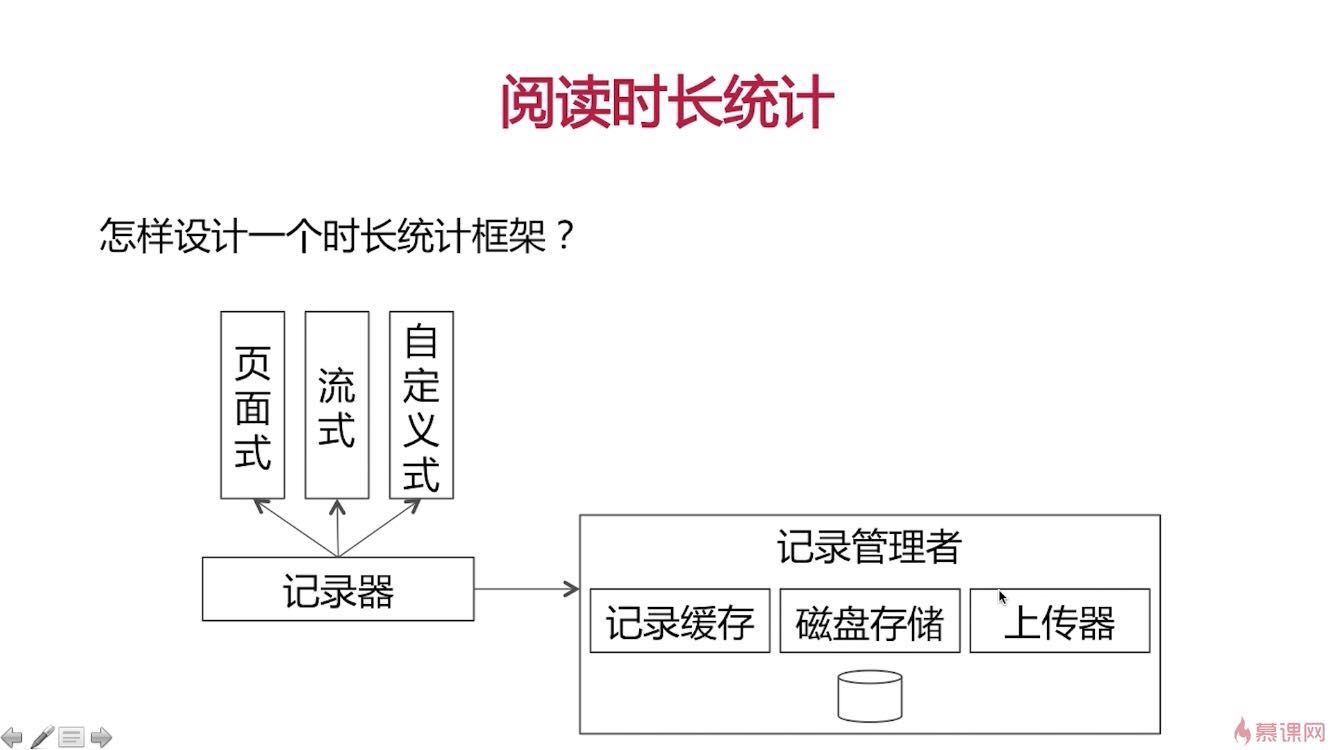 阅读时长统计
怎样设计一个时长统计框架？
页面式
流式
自定义式
记录器
记录管理者
记录缓存
磁盘存储
上传器
慕课网